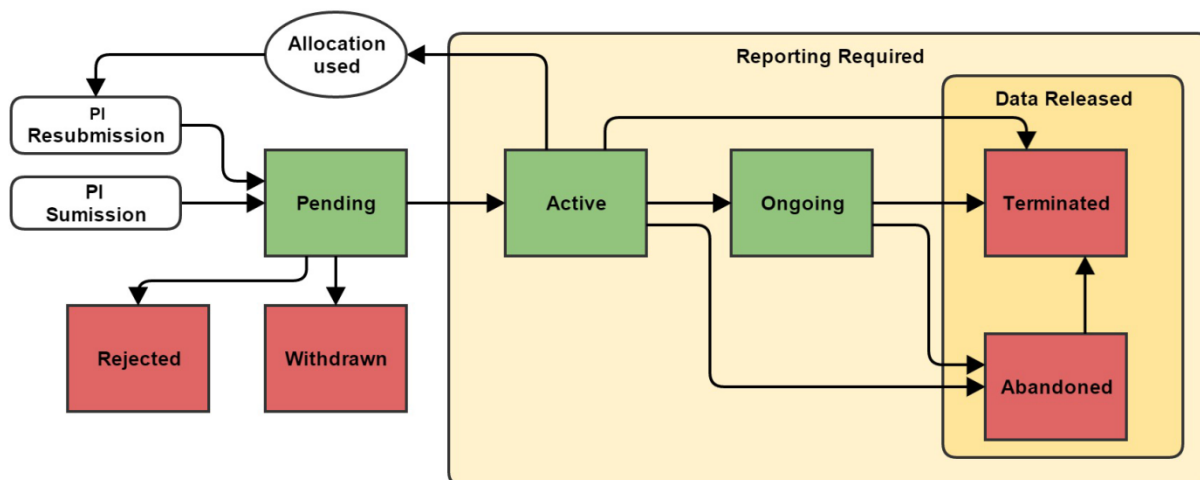 Allocation
used
Reporting Required
Data Released
PI
Resubmission
PI
Sumission
Pending
Active
Ongoing
Terminated
Rejected
Withdrawn
Abandoned